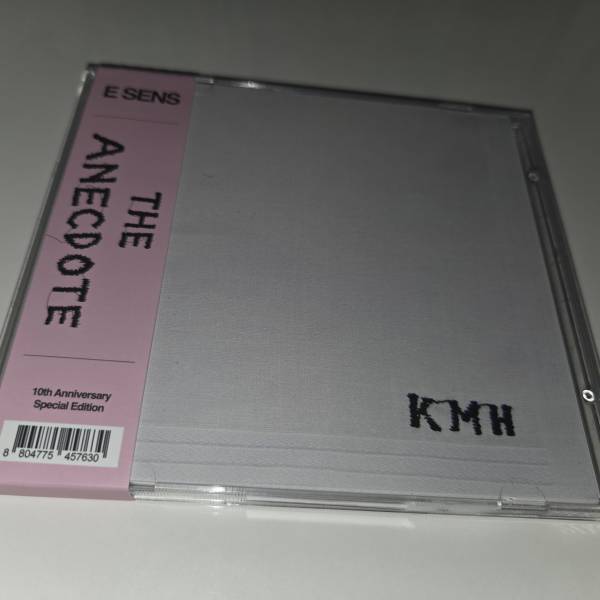 E SENS
THE
ANECDOTE
10th Anniversary
Special Edition
8 804775 457630
KMH